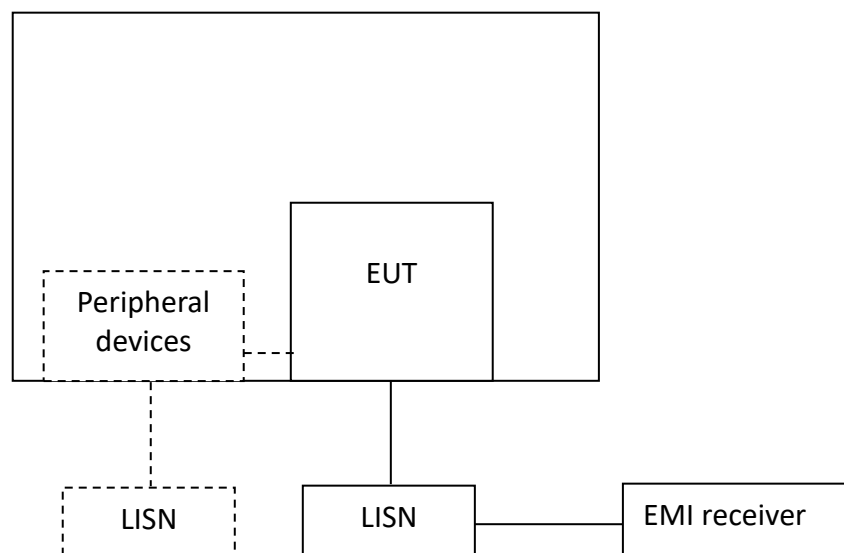 EUT
Peripheral
devices
LISN
LISN
EMI receiver